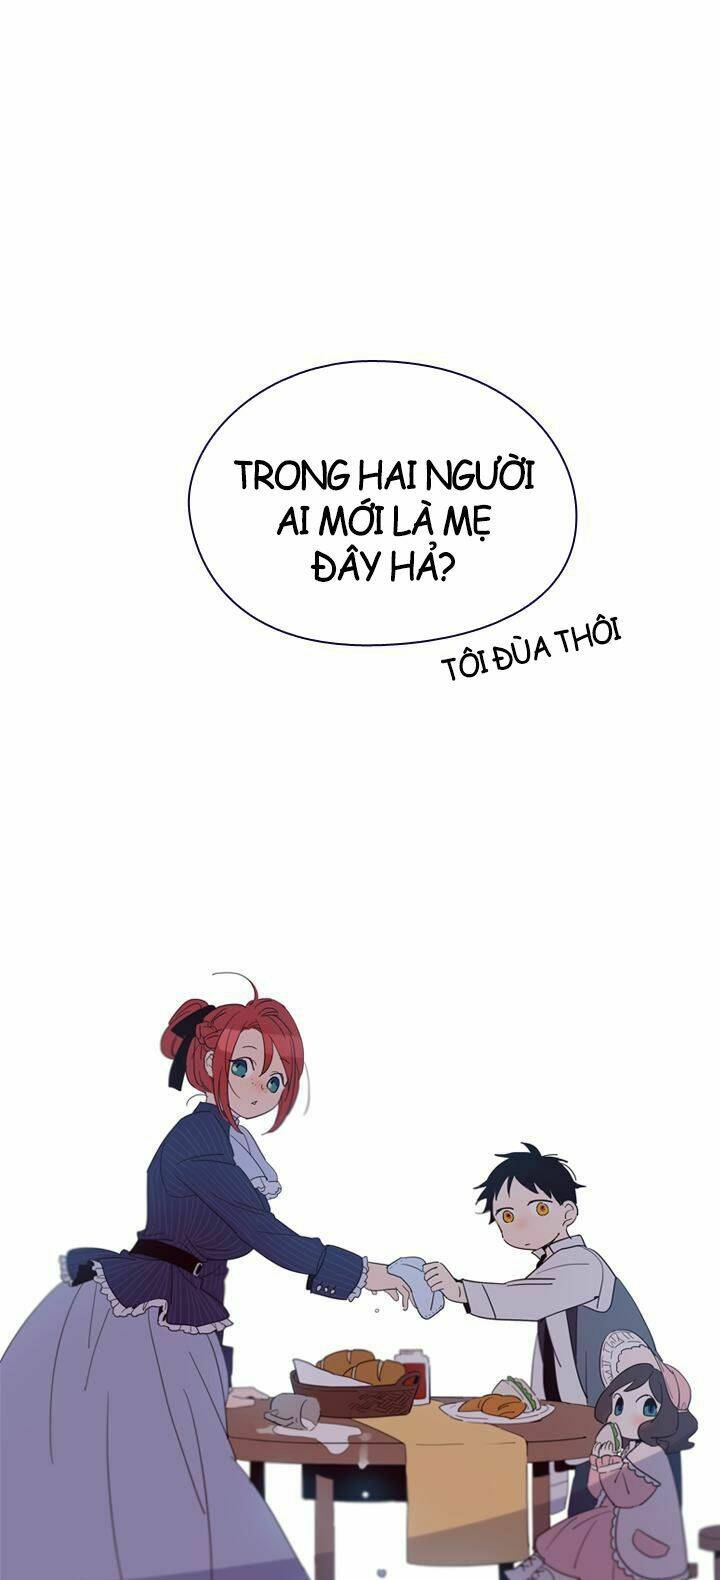 TRONG HAI NGƯỜI
AI MỚI LÀ MẸ
ĐÂY HẢ?
TÔI ĐÙA THÔI